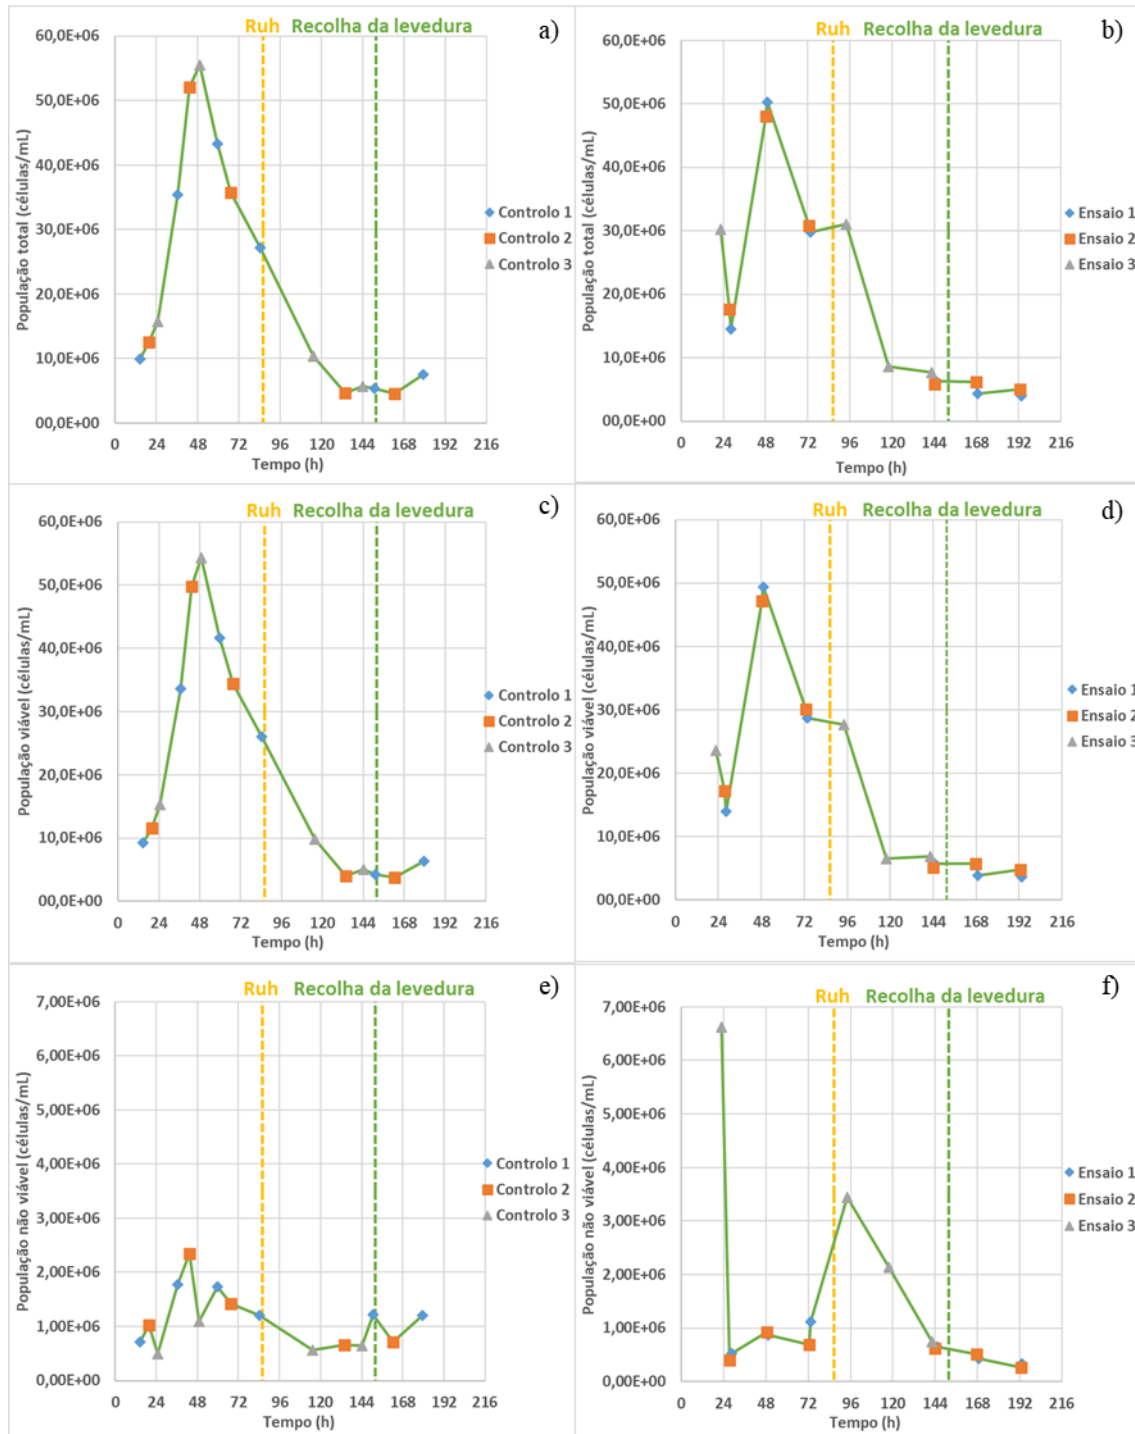 Ruh Recolha da levedura
a)
60,0E+06
50,0E+06
40,0E+06
30,0E+06
20,0E+06
10,0E+06
00,0E+00
População total (células/mL)
0 24 48 72 96 120 144 168 192 216
Tempo (h)
Controlo 1
Controlo 2
Controlo 3
Ruh Recolha da levedura
b)
60,0E+06
50,0E+06
40,0E+06
30,0E+06
20,0E+06
10,0E+06
00,0E+00
População total (células/mL)
0 24 48 72 96 120 144 168 192 216
Tempo (h)
Ensaio 1
Ensaio 2
Ensaio 3
Ruh Recolha da levedura
c)
60,0E+06
50,0E+06
40,0E+06
30,0E+06
20,0E+06
10,0E+06
00,0E+00
População viável (células/mL)
0 24 48 72 96 120 144 168 192 216
Tempo (h)
Controlo 1
Controlo 2
Controlo 3
Ruh Recolha da levedura
d)
60,0E+06
50,0E+06
40,0E+06
30,0E+06
20,0E+06
10,0E+06
00,0E+00
População viável (células/mL)
0 24 48 72 96 120 144 168 192 216
Tempo (h)
Ensaio 1
Ensaio 2
Ensaio 3
Ruh Recolha da levedura
e)
7,00E+06
6,00E+06
5,00E+06
4,00E+06
3,00E+06
2,00E+06
1,00E+06
00,0E+00
População não viável (células/mL)
0 24 48 72 96 120 144 168 192 216
Tempo (h)
Controlo 1
Controlo 2
Controlo 3
Ruh Recolha da levedura
f)
7,00E+06
6,00E+06
5,00E+06
4,00E+06
3,00E+06
2,00E+06
1,00E+06
00,0E+00
População não viável (células/mL)
0 24 48 72 96 120 144 168 192 216
Tempo (h)
Ensaio 1
Ensaio 2
Ensaio 3